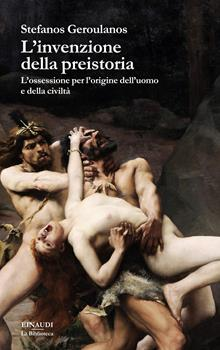 Stefanos Geroulanos
L'invenzione
della preistoria
L'ossessione per l'origine dell'uomo
e della civiltà
EINAUDI
La Biblioteca